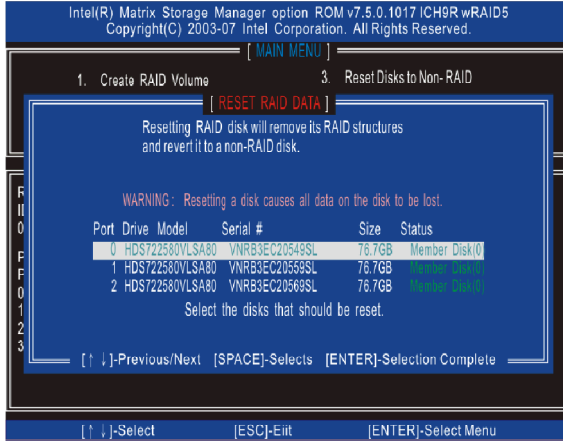 Intel(R) Matrix Storage Manager option ROM v7.5.0.1017 ICH9R wRAID5
Copyright(C) 2003-07 Intel Corporation. All Rights Reserved.
[ MAIN MENU ]
1. Create RAID Volume 3. Reset Disks to Non- RAID
[ RESET RAID DATA ]
Resetting RAID disk will remove its RAID structures
and revert it to a non-RAID disk.
WARNING: Resetting a disk causes all data on the disk to be lost.
Port Drive Model Serial # Size Status
0 HDS722580VLSA80 VNRB3EC20549SL 76.7GB Member Disk(0)
1 HDS722580VLSA80 VNRB3EC20559SL 76.7GB Member Disk(0)
2 HDS722580VLSA80 VNRB3EC20569SL 76.7GB Member Disk(0)
Select the disks that should be reset.
[↑↓]-Previous/Next [SPACE]-Selects [ENTER]-Selection Complete
[↑↓]-Select [ESC]-Eiit [ENTER]-Select Menu